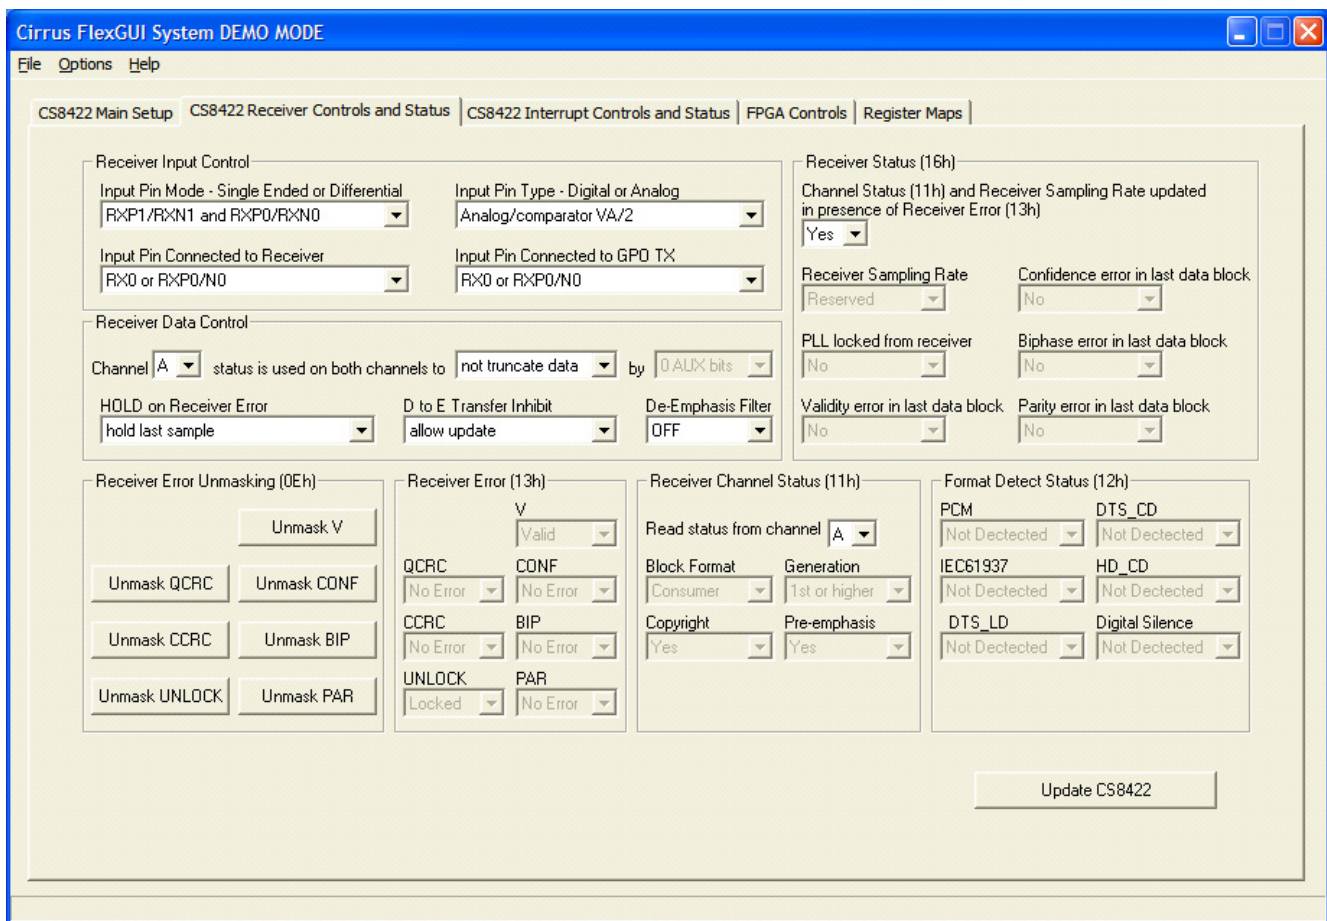 Cirrus FlexGUI System DEMO MODE
File Options Help
CS8422 Main Setup CS8422 Receiver Controls and Status CS8422 Interrupt Controls and Status FPGA Controls Register Maps
Receiver Input Control
Input Pin Mode - Single Ended or Differential Input Pin Type - Digital or Analog
RXP1/RXN1 and RXP0/RXN0 Analog/comparator VA/2
Input Pin Connected to Receiver Input Pin Connected to GPO TX
RX0 or RXP0/N0 RX0 or RXP0/N0
Receiver Data Control
Channel A status is used on both channels to not truncate data by 0 AUX bits
HOLD on Receiver Error D to E Transfer Inhibit De-Emphasis Filter
hold last sample allow update OFF
Receiver Status (16h)
Channel Status (11h) and Receiver Sampling Rate updated
in presence of Receiver Error (13h)
Yes
Receiver Sampling Rate Confidence error in last data block
Reserved No
PLL locked from receiver Biphase error in last data block
No No
Validity error in last data block Parity error in last data block
No No
Receiver Error Unmasking (0Eh)
Unmask V
Unmask QCRC Unmask CONF
Unmask CCRC Unmask BIP
Unmask UNLOCK Unmask PAR
Receiver Error (13h)
V
Valid
QCRC CONF
No Error No Error
CCRC BIP
No Error No Error
UNLOCK PAR
Locked No Error
Receiver Channel Status (11h)
Read status from channel A
Block Format Generation
Consumer 1st or higher
Copyright Pre-emphasis
Yes Yes
Format Detect Status (12h)
PCM DTS_CD
Not Dectected Not Dectected
IEC61937 HD_CD
Not Dectected Not Dectected
DTS_LD Digital Silence
Not Dectected Not Dectected
Update CS8422